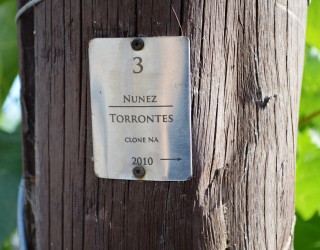 3
NUNEZ
TORRONTES
CLONE NA
2010 →